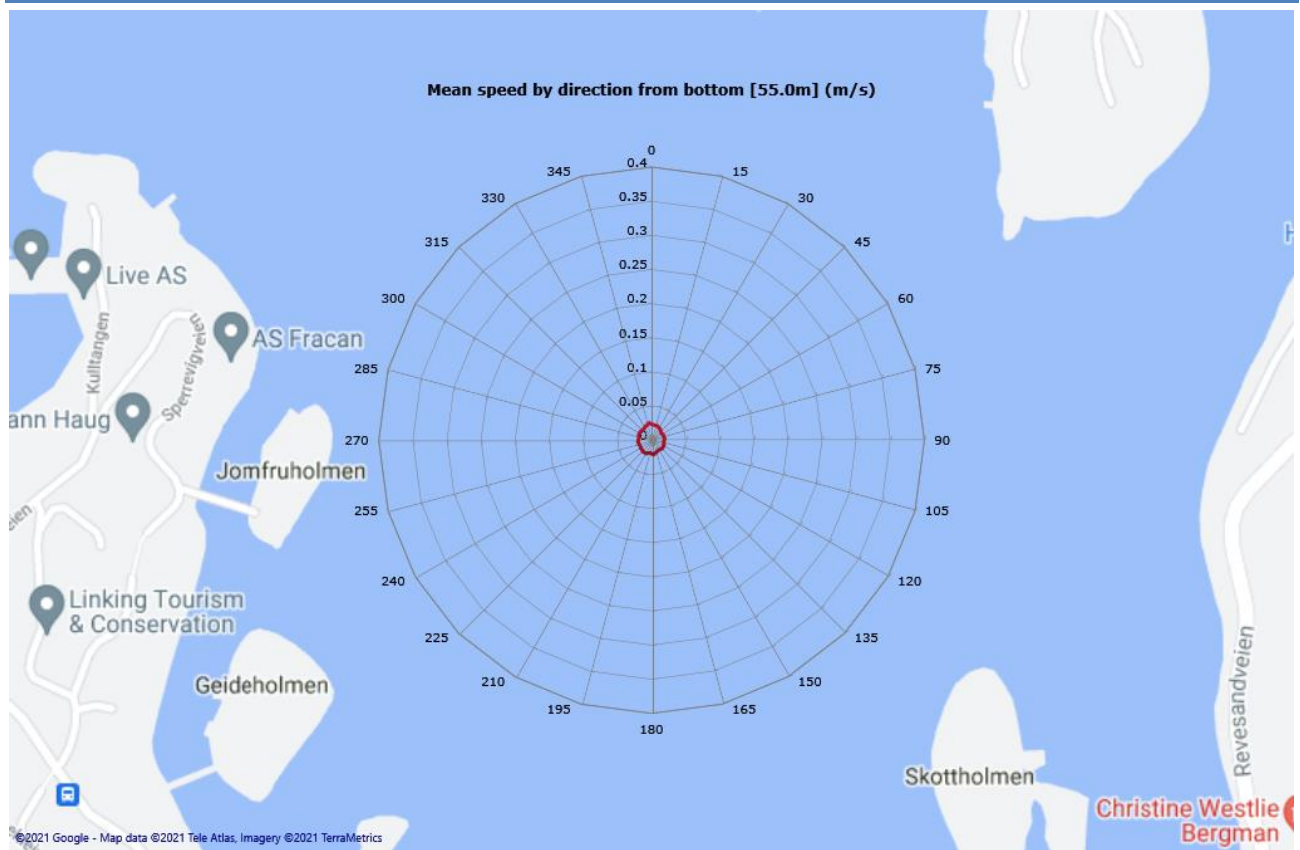 Mean speed by direction from bottom [55.0m] (m/s)
0
0.4
345
15
0.35
330
30
0.3
315
45
0.25
300
60
0.2
0.15
285
75
0.1
0.05
270
0
90
255
105
240
120
225
135
210
150
195
165
180
Live AS
AS Fracan
Kulltangen
Sperrevigveien
ann Haug
Jomfruholmen
eien
Linking Tourism
& Conservation
Geideholmen
Skottholmen
Revesandveien
Christine Westlie
Bergman
H
©2021 Google - Map data ©2021 Tele Atlas, Imagery ©2021 TerraMetrics